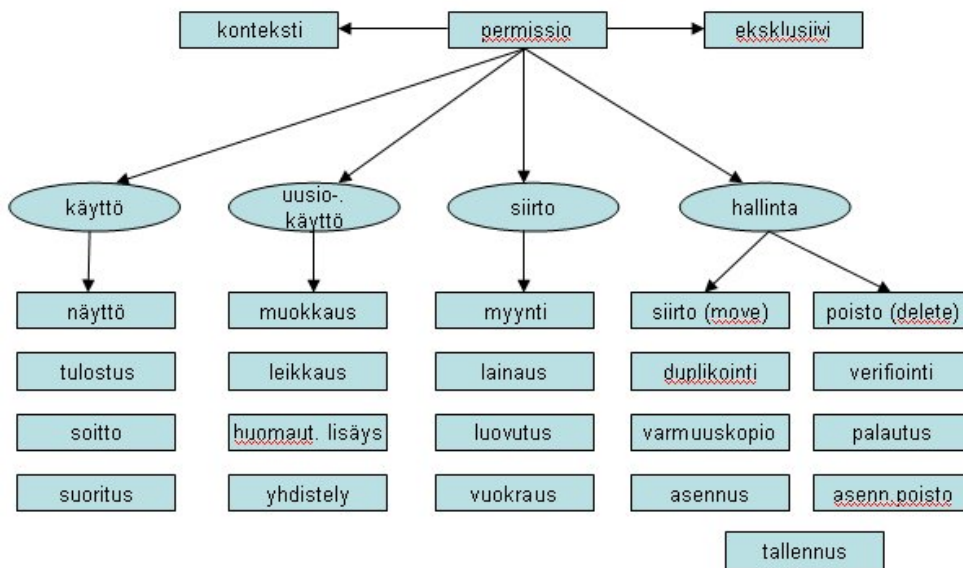 konteksti permissio eksklusiivi
käyttö uusio-. käyttö siirto hallinta
näyttö muokkaus myynti siirto (move) poisto (delete)
tulostus leikkaus lainaus duplikointi verifiointi
soitto huomaut. lisäys luovutus varmuuskopio palautus
suoritus yhdistely vuokraus asennus asenn.poisto
tallennus